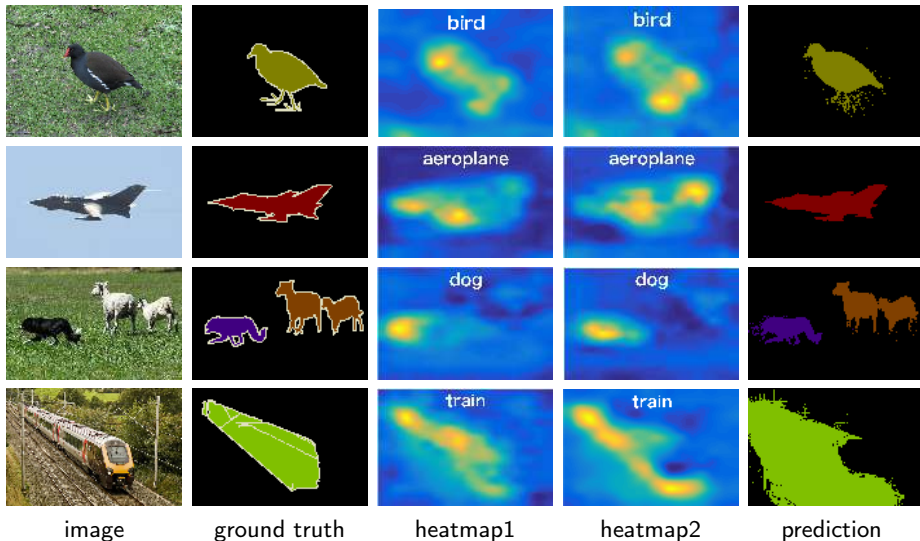 bird
bird
aeroplane
aeroplane
dog
dog
train
train
image
ground truth
heatmap1
heatmap2
prediction